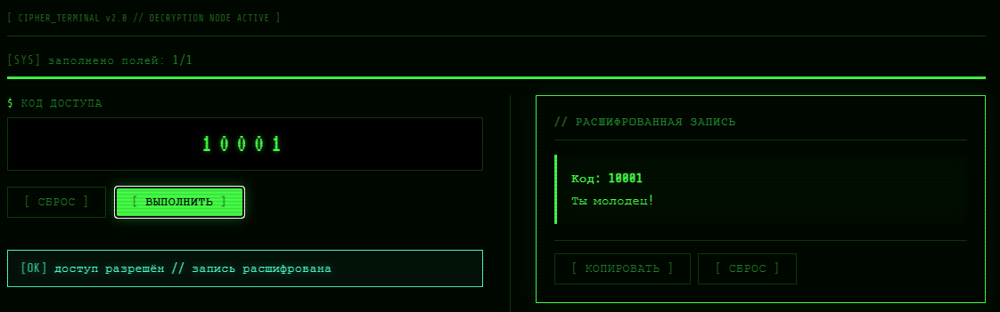 [ CIPHER_TERMINAL v2.0 // DECRYPTION NODE ACTIVE ]
[SYS] заполнено полей: 1/1
$ КОД ДОСТУПА
10001
[ СБРОС ] [ ВЫПОЛНИТЬ ]
[OK] доступ разрешён // запись расшифрована
// РАСШИФРОВАННАЯ ЗАПИСЬ
Код: 10001
Ты молодец!
[ КОПИРОВАТЬ ] [ СБРОС ]